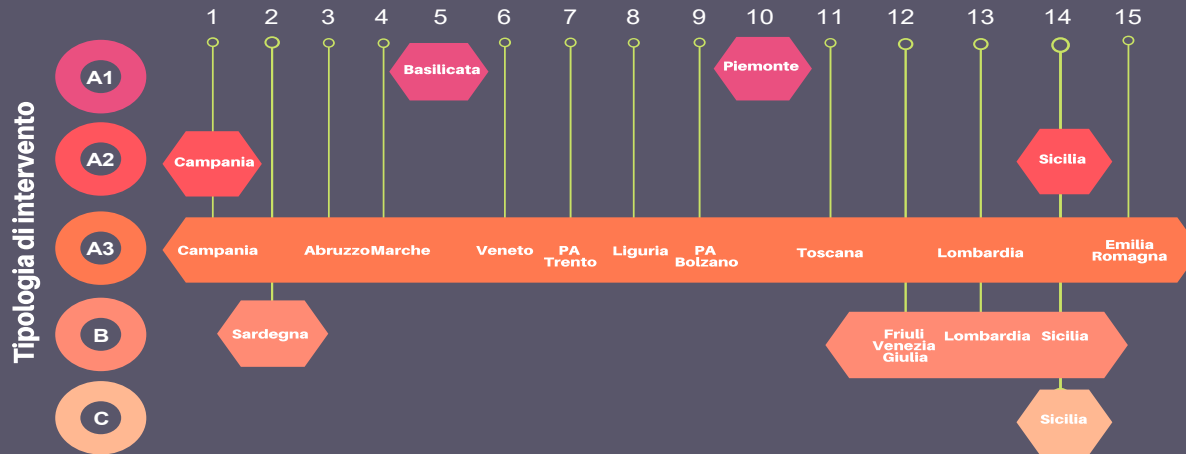 1 2 3 4 5 6 7 8 9 10 11 12 13 14 15
Tipologia di intervento
A1
Basilicata
Piemonte
A2
Campania
Sicilia
A3
Campania
Abruzzo
Marche
Veneto
PA
Trento
Liguria
PA
Bolzano
Toscana
Lombardia
Emilia
Romagna
B
Sardegna
Friuli
Venezia
Giulia
Lombardia
Sicilia
C
Sicilia